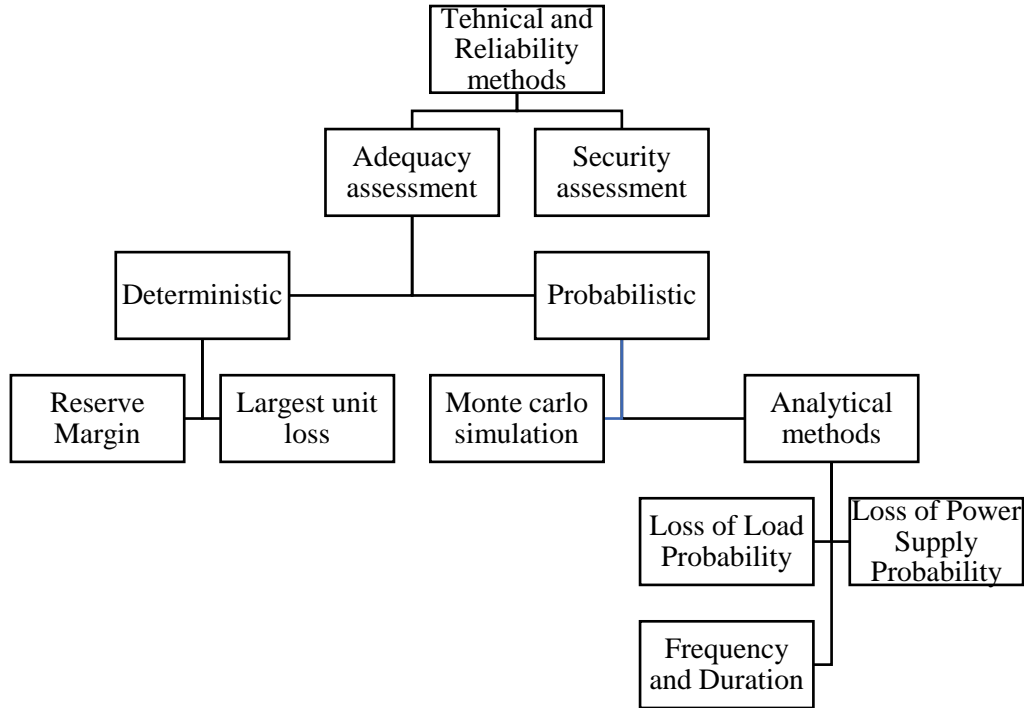 Tehnical and
Reliability
methods
Adequacy
assessment
Security
assessment
Deterministic
Probabilistic
Reserve
Margin
Largest unit
loss
Monte carlo
simulation
Analytical
methods
Loss of Load
Probability
Loss of Power
Supply
Probability
Frequency
and Duration